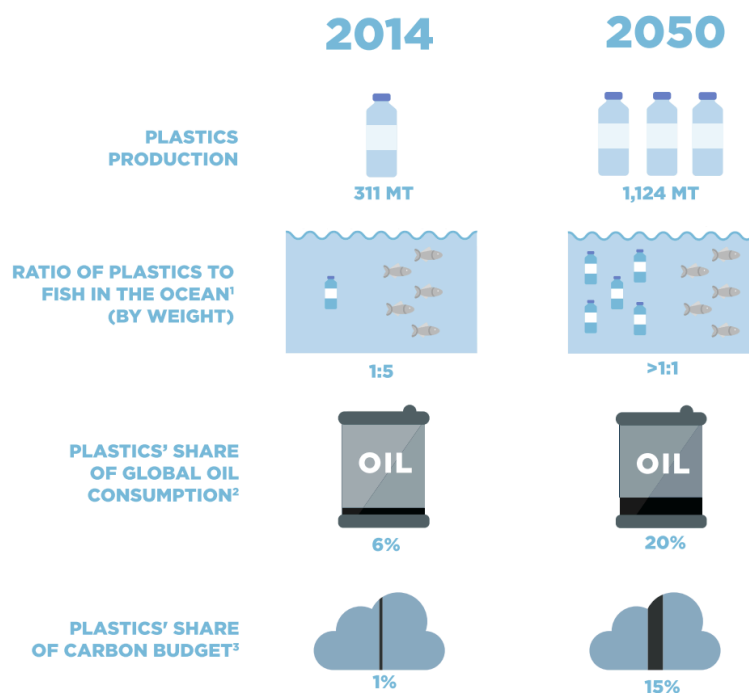 2014
2050
PLASTICS
PRODUCTION
311 MT
1,124 MT
RATIO OF PLASTICS TO
FISH IN THE OCEAN¹
(BY WEIGHT)
1:5
>1:1
PLASTICS' SHARE
OF GLOBAL OIL
CONSUMPTION²
OIL
OIL
6%
20%
PLASTICS' SHARE
OF CARBON BUDGET³
1%
15%